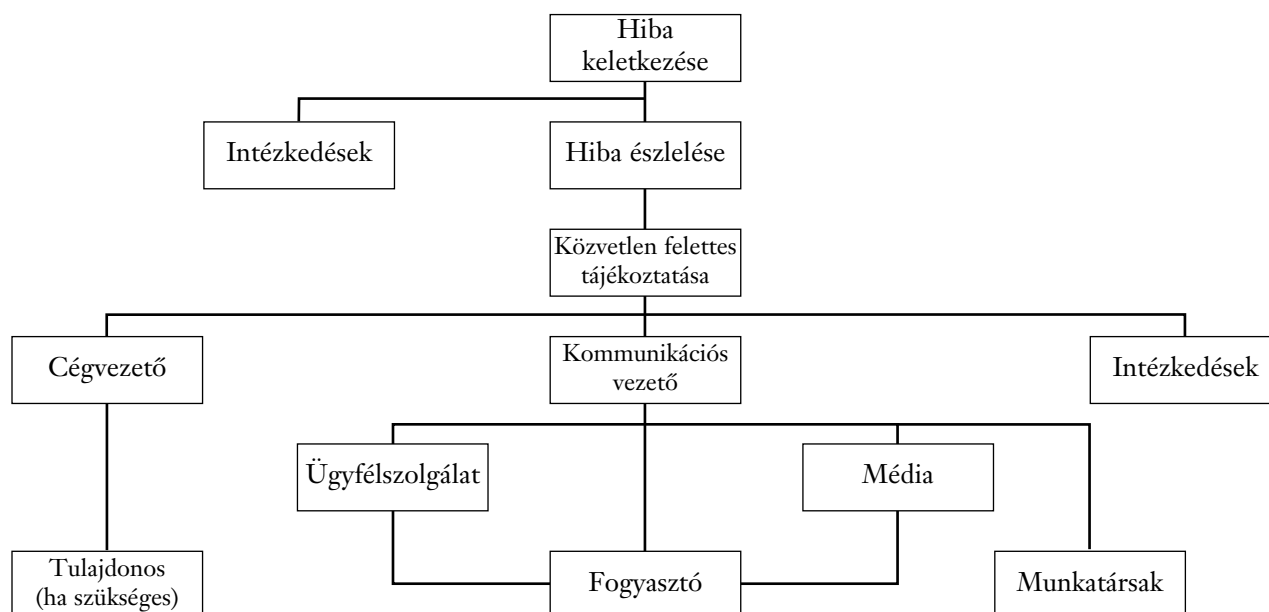 Hiba
keletkezése
Intézkedések
Hiba észlelése
Közvetlen felettes
tájékoztatása
Cégvezető
Kommunikációs
vezető
Intézkedések
Ügyfélszolgálat
Média
Tulajdonos
(ha szükséges)
Fogyasztó
Munkatársak